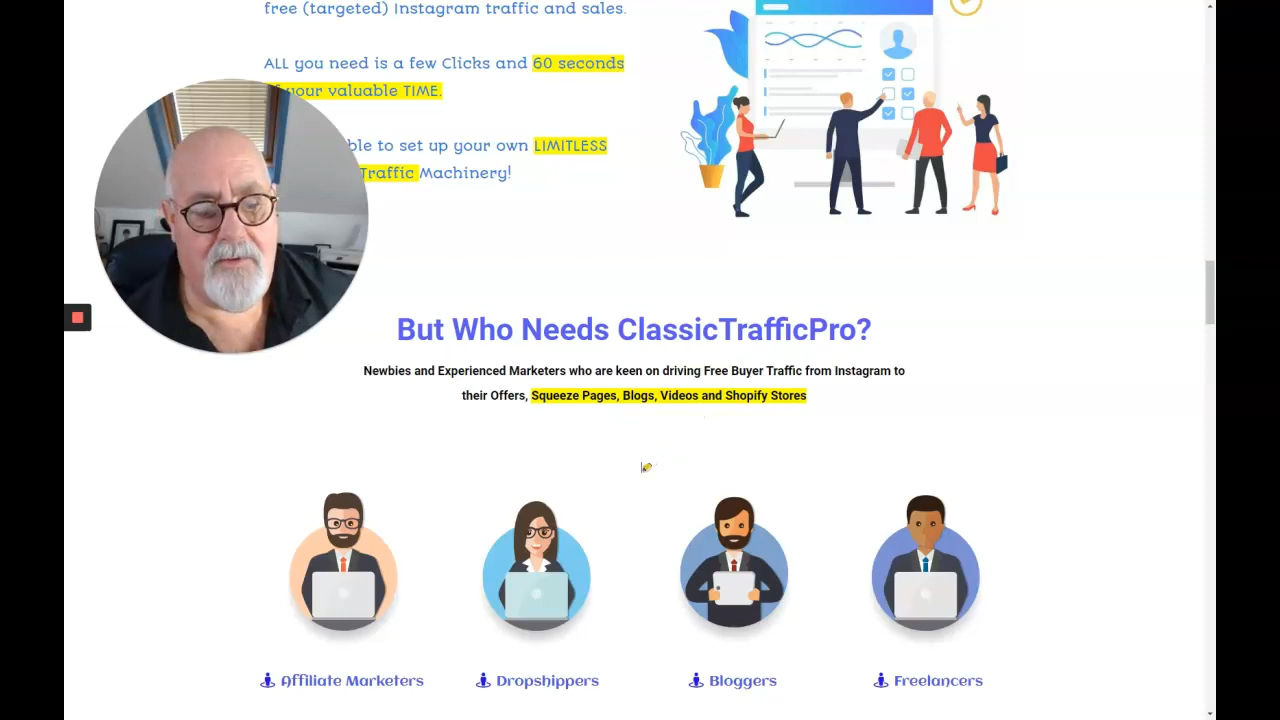 free (targeted) Instagram traffic and sales.
ALL you need is a few Clicks and 60 seconds
your valuable TIME.
to set up your own LIMITLESS
Traffic Machinery!
But Who Needs ClassicTrafficPro?
Newbies and Experienced Marketers who are keen on driving Free Buyer Traffic from Instagram to
their Offers, Squeeze Pages, Blogs, Videos and Shopify Stores
Affiliate Marketers
Dropshippers
Bloggers
Freelancers